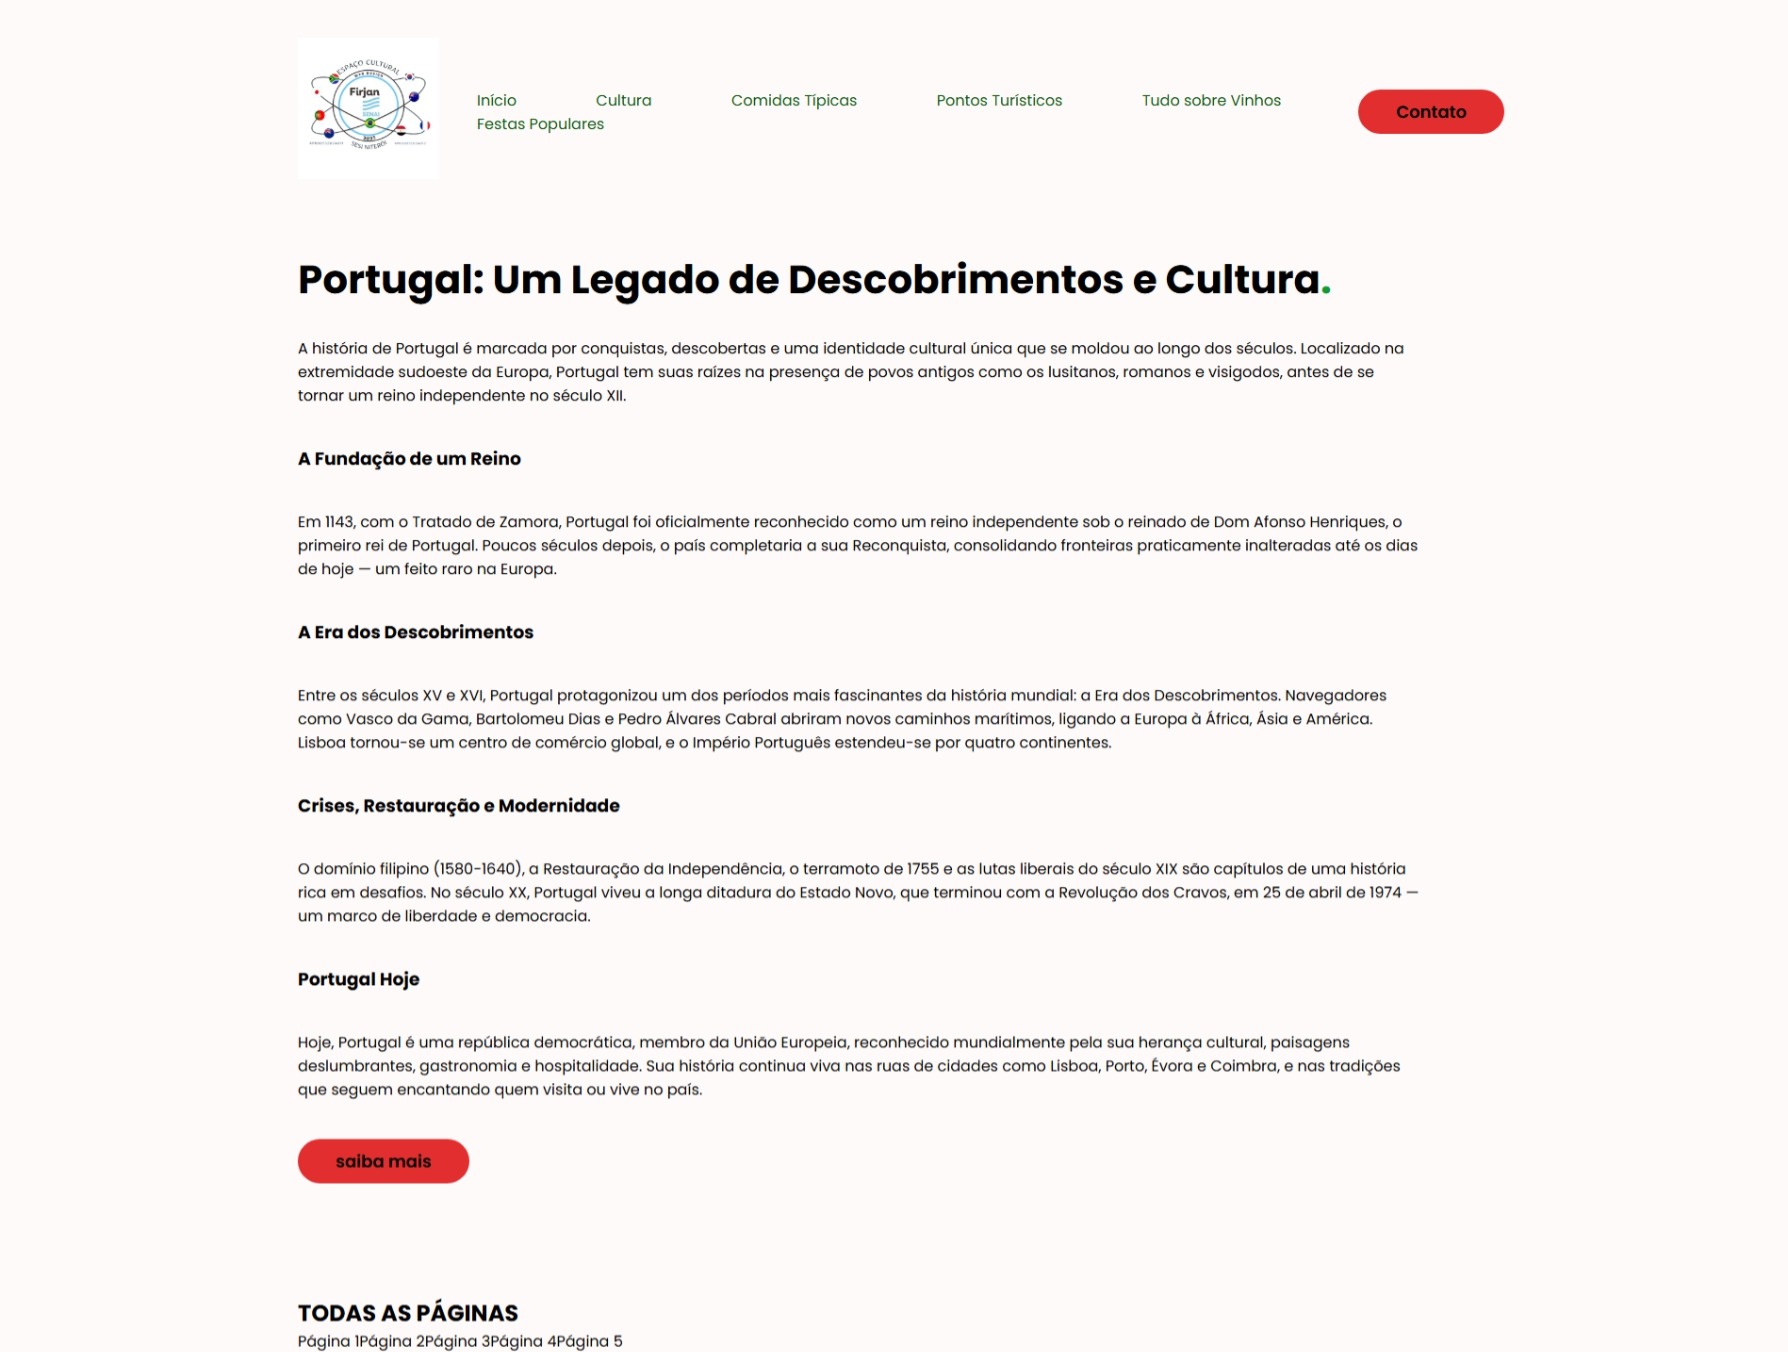 ESPAÇO CULTURAL
Firjan
SENAI
2025
SESI NITERÓI
Início
Cultura
Comidas Típicas
Pontos Turísticos
Tudo sobre Vinhos
Festas Populares
Contato
Portugal: Um Legado de Descobrimentos e Cultura.
A história de Portugal é marcada por conquistas, descobertas e uma identidade cultural única que se moldou ao longo dos séculos. Localizado na
extremidade sudoeste da Europa, Portugal tem suas raízes na presença de povos antigos como os lusitanos, romanos e visigodos, antes de se
tornar um reino independente no século XII.
A Fundação de um Reino
Em 1143, com o Tratado de Zamora, Portugal foi oficialmente reconhecido como um reino independente sob o reinado de Dom Afonso Henriques, o
primeiro rei de Portugal. Poucos séculos depois, o país completaria a sua Reconquista, consolidando fronteiras praticamente inalteradas até os dias
de hoje — um feito raro na Europa.
A Era dos Descobrimentos
Entre os séculos XV e XVI, Portugal protagonizou um dos períodos mais fascinantes da história mundial: a Era dos Descobrimentos. Navegadores
como Vasco da Gama, Bartolomeu Dias e Pedro Álvares Cabral abriram novos caminhos marítimos, ligando a Europa à África, Ásia e América.
Lisboa tornou-se um centro de comércio global, e o Império Português estendeu-se por quatro continentes.
Crises, Restauração e Modernidade
O domínio filipino (1580-1640), a Restauração da Independência, o terramoto de 1755 e as lutas liberais do século XIX são capítulos de uma história
rica em desafios. No século XX, Portugal viveu a longa ditadura do Estado Novo, que terminou com a Revolução dos Cravos, em 25 de abril de 1974 —
um marco de liberdade e democracia.
Portugal Hoje
Hoje, Portugal é uma república democrática, membro da União Europeia, reconhecido mundialmente pela sua herança cultural, paisagens
deslumbrantes, gastronomia e hospitalidade. Sua história continua viva nas ruas de cidades como Lisboa, Porto, Évora e Coimbra, e nas tradições
que seguem encantando quem visita ou vive no país.
saiba mais
TODAS AS PÁGINAS
Página 1Página 2Página 3Página 4Página 5